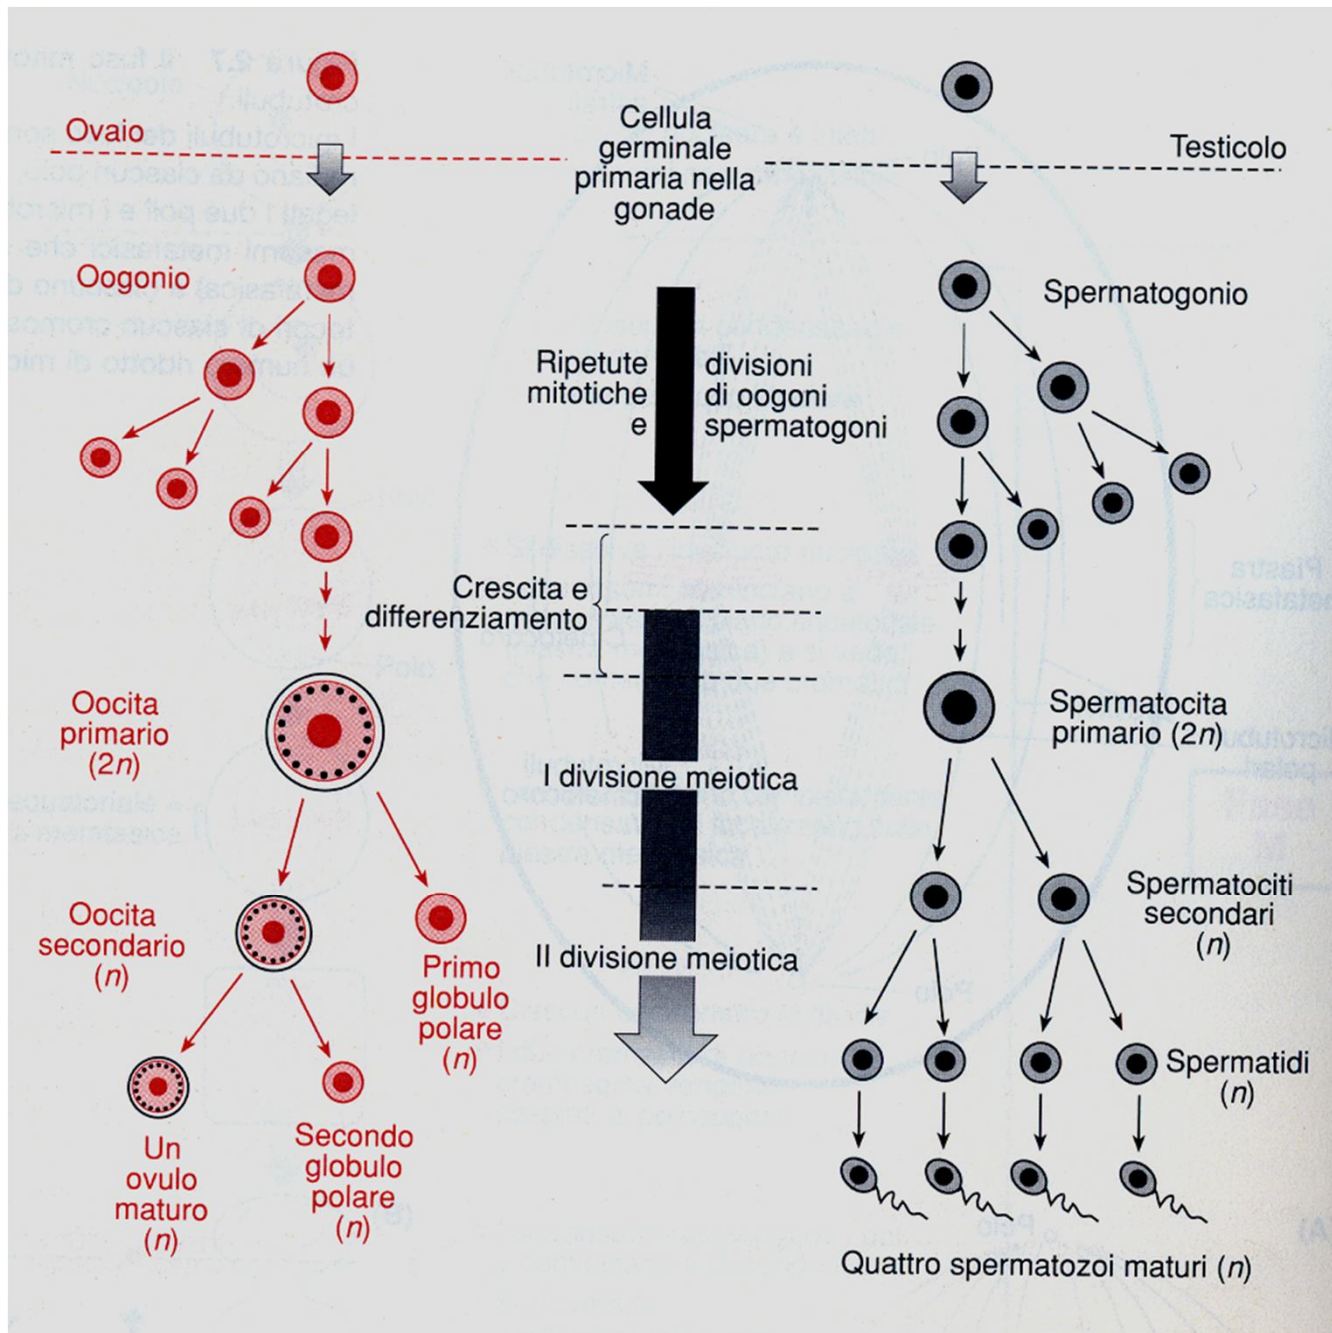 Ovaio
Cellula
germinale
primaria nella
gonade
Testicolo
Oogonio
Spermatogonio
Ripetute divisioni
mitotiche di oogoni
e spermatogoni
Crescita e
differenziamento
Oocita
primario
(2n)
Spermatocita
primario (2n)
I divisione meiotica
Oocita
secondario
(n)
Primo
globulo
polare
(n)
Spermatociti
secondari
(n)
II divisione meiotica
Spermatidi
(n)
Un
ovulo
maturo
(n)
Secondo
globulo
polare
(n)
Quattro spermatozoi maturi (n)